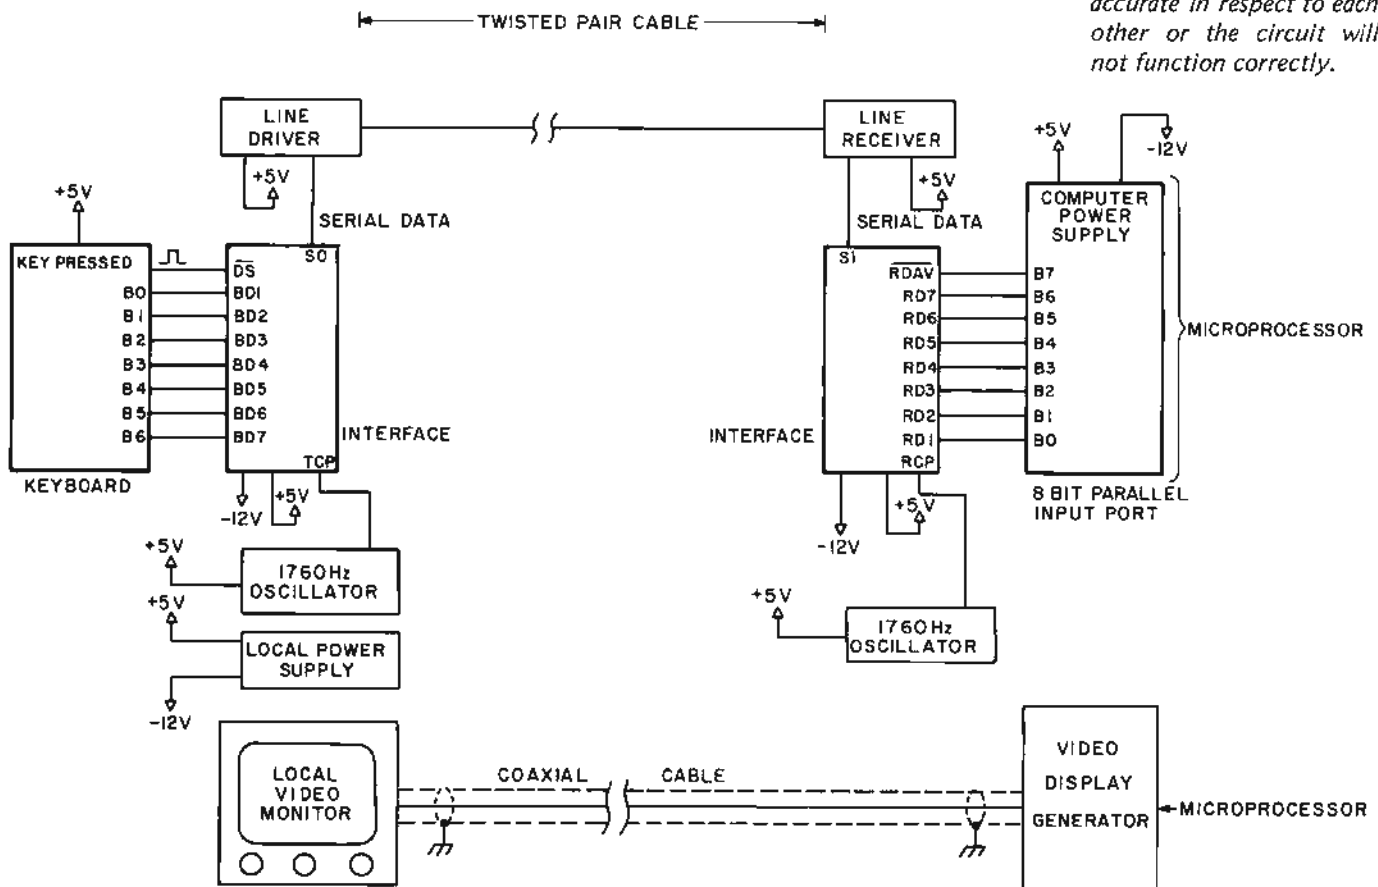 accurate in respect to each
other or the circuit will
not function correctly.
TWISTED PAIR CABLE
LINE
DRIVER
+5V
SERIAL DATA
LINE
RECEIVER
+5V
SERIAL DATA
+5V
-12V
COMPUTER
POWER
SUPPLY
+5V
KEY PRESSED
B0
B1
B2
B3
B4
B5
B6
KEYBOARD
SO
DS
BD1
BD2
BD3
BD4
BD5
BD6
BD7
TCP
INTERFACE
-12V
+5V
SI
RDAV
RD7
RD6
RD5
RD4
RD3
RD2
RD1
RCP
INTERFACE
-12V
+5V
B7
B6
B5
B4
B3
B2
B1
B0
MICROPROCESSOR
8 BIT PARALLEL
INPUT PORT
+5V
1760Hz
OSCILLATOR
+5V
LOCAL POWER
SUPPLY
-12V
+5V
1760Hz
OSCILLATOR
LOCAL
VIDEO
MONITOR
COAXIAL CABLE
VIDEO
DISPLAY
GENERATOR
MICROPROCESSOR